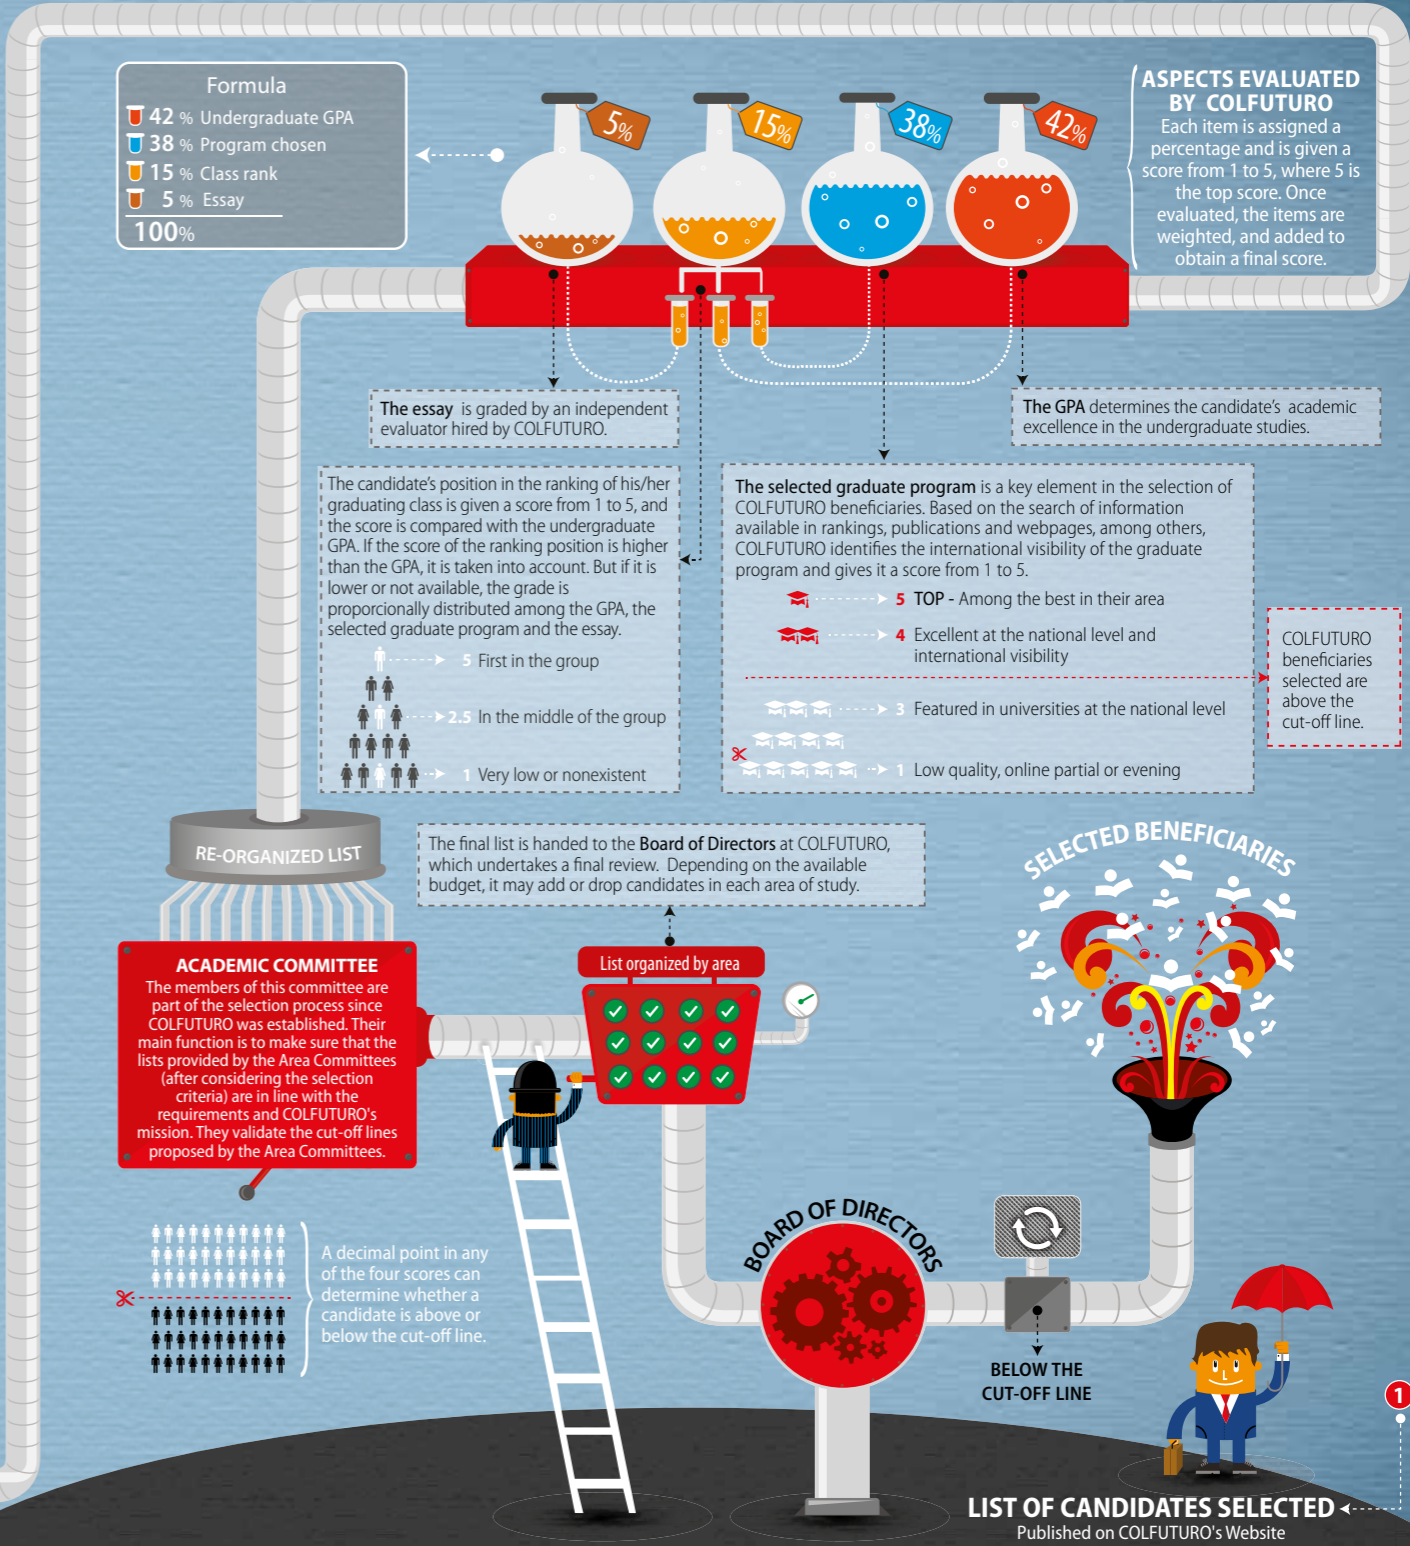 Formula
42 % Undergraduate GPA
38 % Program chosen
15 % Class rank
5 % Essay
100%
5%
15%
38%
42%
ASPECTS EVALUATED
BY COLFUTURO
Each item is assigned a
percentage and is given a
score from 1 to 5, where 5 is
the top score. Once
evaluated, the items are
weighted, and added to
obtain a final score.
The essay is graded by an independent
evaluator hired by COLFUTURO.
The GPA determines the candidate's academic
excellence in the undergraduate studies.
The candidate's position in the ranking of his/her
graduating class is given a score from 1 to 5, and
the score is compared with the undergraduate
GPA. If the score of the ranking position is higher
than the GPA, it is taken into account. But if it is
lower or not available, the grade is
proporcionally distributed among the GPA, the
selected graduate program and the essay.
5 First in the group
2.5 In the middle of the group
1 Very low or nonexistent
The selected graduate program is a key element in the selection of
COLFUTURO beneficiaries. Based on the search of information
available in rankings, publications and webpages, among others,
COLFUTURO identifies the international visibility of the graduate
program and gives it a score from 1 to 5.
5 TOP - Among the best in their area
4 Excellent at the national level and
international visibility
3 Featured in universities at the national level
1 Low quality, online partial or evening
COLFUTURO
beneficiaries
selected are
above the
cut-off line.
RE-ORGANIZED LIST
The final list is handed to the Board of Directors at COLFUTURO,
which undertakes a final review. Depending on the available
budget, it may add or drop candidates in each area of study.
SELECTED BENEFICIARIES
ACADEMIC COMMITTEE
The members of this committee are
part of the selection process since
COLFUTURO was established. Their
main function is to make sure that the
lists provided by the Area Committees
(after considering the selection
criteria) are in line with the
requirements and COLFUTURO's
mission. They validate the cut-off lines
proposed by the Area Committees.
List organized by area
A decimal point in any
of the four scores can
determine whether a
candidate is above or
below the cut-off line.
BOARD OF DIRECTORS
BELOW THE
CUT-OFF LINE
1
LIST OF CANDIDATES SELECTED
Published on COLFUTURO's Website